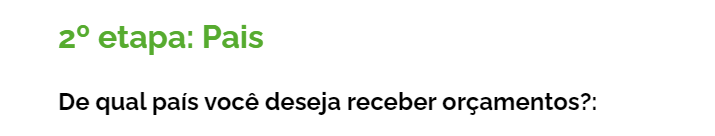 2º etapa: Pais
De qual país você deseja receber orçamentos?: